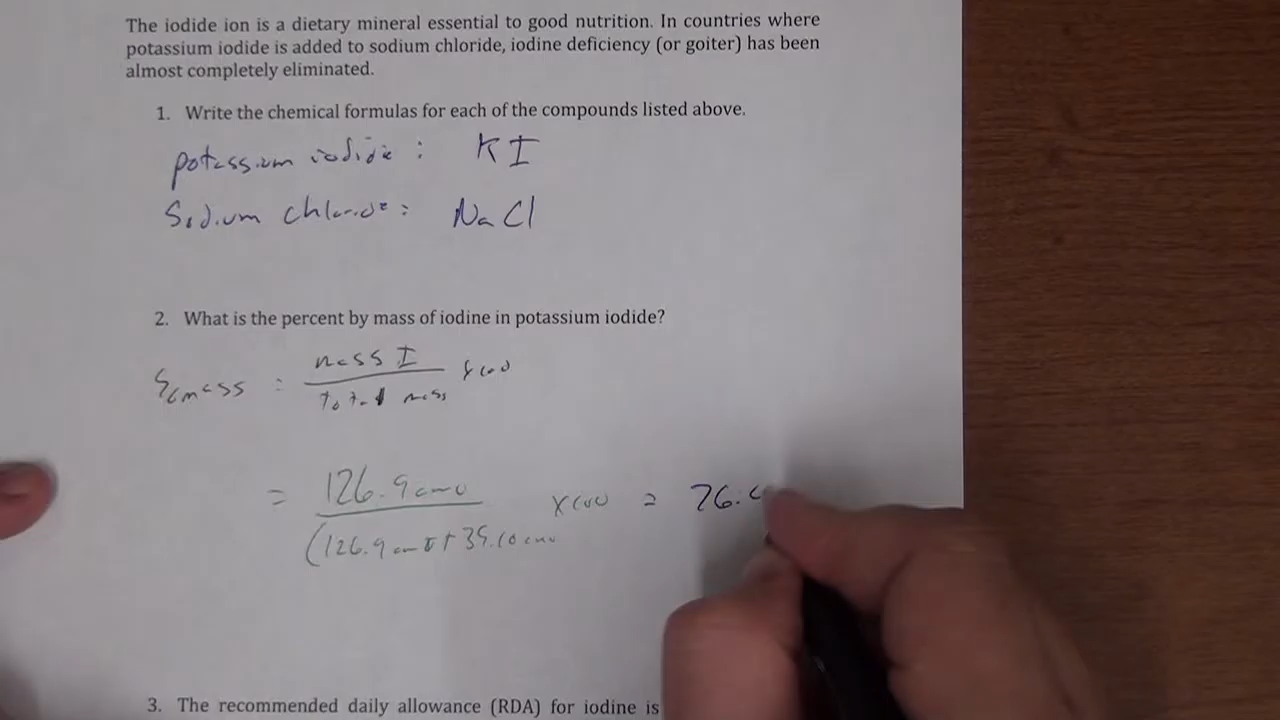 The iodide ion is a dietary mineral essential to good nutrition. In countries where
potassium iodide is added to sodium chloride, iodine deficiency (or goiter) has been
almost completely eliminated.
1. Write the chemical formulas for each of the compounds listed above.
potassium iodide : KI
Sodium chloride : NaCl
2. What is the percent by mass of iodine in potassium iodide?
% mass = mass I / total mass x100
= 126.9 amu / (126.9 amu + 39.10 amu x100 = 76.
3. The recommended daily allowance (RDA) for iodine is